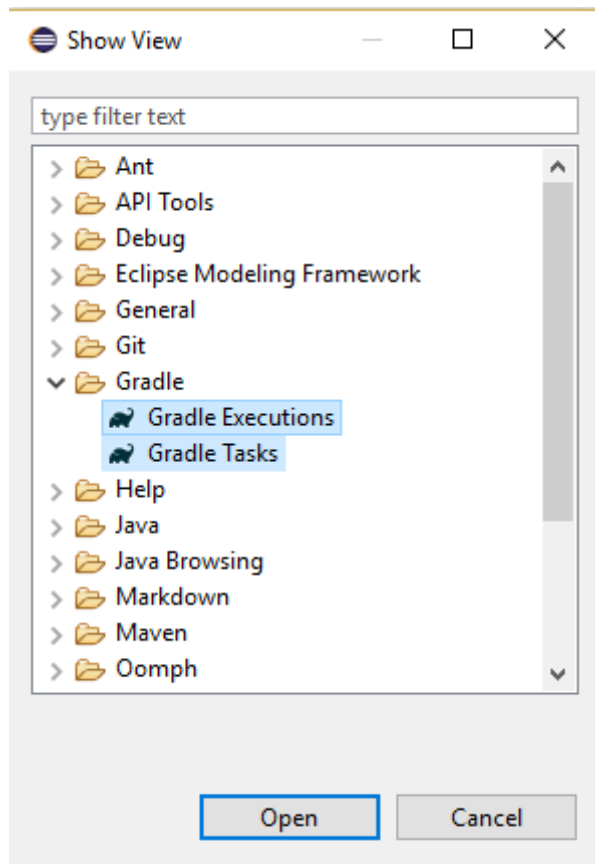 Show View
type filter text
Ant
API Tools
Debug
Eclipse Modeling Framework
General
Git
Gradle
Gradle Executions
Gradle Tasks
Help
Java
Java Browsing
Markdown
Maven
Oomph
Open Cancel